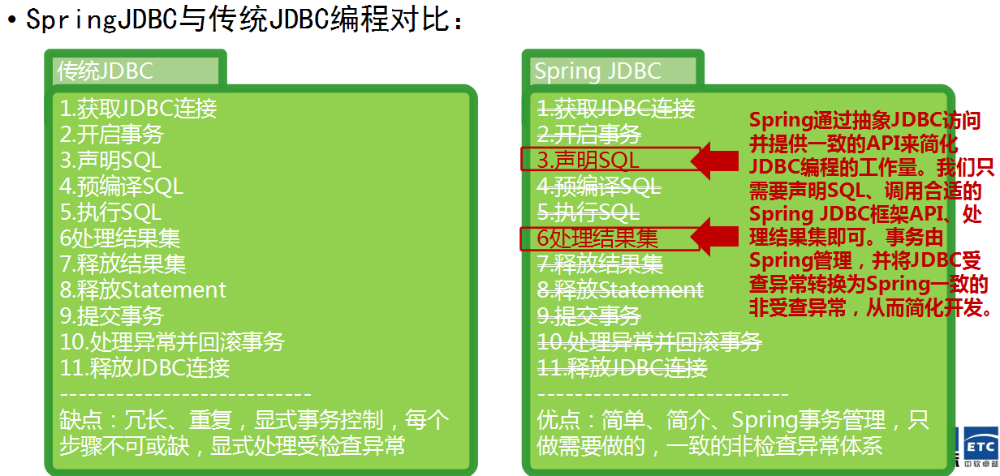 • SpringJDBC与传统JDBC编程对比：
传统JDBC
1.获取JDBC连接
2.开启事务
3.声明SQL
4.预编译SQL
5.执行SQL
6处理结果集
7.释放结果集
8.释放Statement
9.提交事务
10.处理异常并回滚事务
11.释放JDBC连接
----------------------------
缺点：冗长、重复，显式事务控制，每个
步骤不可或缺，显式处理受检查异常
Spring JDBC
1.获取JDBC连接
2.开启事务
3.声明SQL
4.预编译SQL
5.执行SQL
6处理结果集
7.释放结果集
8.释放Statement
9.提交事务
10.处理异常并回滚事务
11.释放JDBC连接
----------------------------
优点：简单、简介、Spring事务管理，只
做需要做的，一致的非检查异常体系
Spring通过抽象JDBC访问
并提供一致的API来简化
JDBC编程的工作量。我们只
需要声明SQL、调用合适的
Spring JDBC框架API、处
理结果集即可。事务由
Spring管理，并将JDBC受
查异常转换为Spring一致的
非受查异常，从而简化开发。
ETC
中软卓越